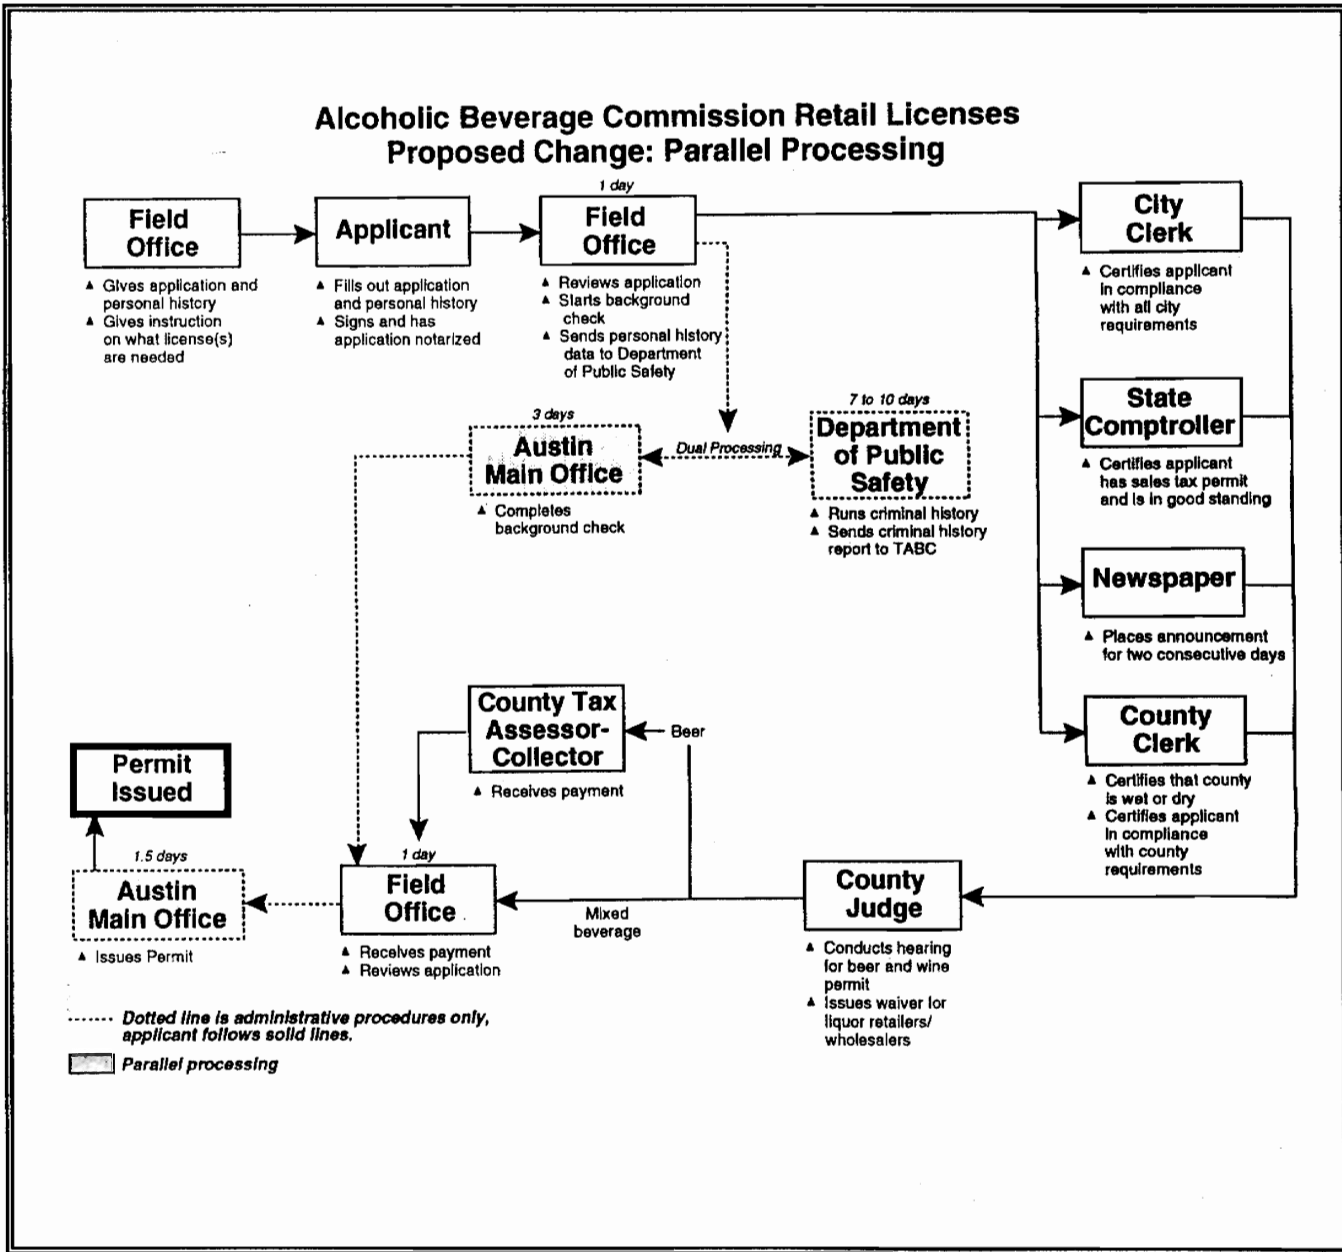 Alcoholic Beverage Commission Retail Licenses
Proposed Change: Parallel Processing
Field
Office
▲ Gives application and
personal history
▲ Gives instruction
on what license(s)
are needed
Applicant
▲ Fills out application
and personal history
▲ Signs and has
application notarized
1 day
Field
Office
▲ Reviews application
▲ Starts background
check
▲ Sends personal history
data to Department
of Public Safety
City
Clerk
▲ Certifies applicant
in compliance
with all city
requirements
State
Comptroller
▲ Certifies applicant
has sales tax permit
and is in good standing
Newspaper
▲ Places announcement
for two consecutive days
County
Clerk
▲ Certifies that county
is wet or dry
▲ Certifies applicant
in compliance
with county
requirements
3 days
Austin
Main Office
▲ Completes
background check
Dual Processing
7 to 10 days
Department
of Public
Safety
▲ Runs criminal history
▲ Sends criminal history
report to TABC
County Tax
Assessor-
Collector
▲ Receives payment
Beer
Permit
Issued
1.5 days
Austin
Main Office
▲ Issues Permit
1 day
Field
Office
▲ Receives payment
▲ Reviews application
Mixed
beverage
County
Judge
▲ Conducts hearing
for beer and wine
permit
▲ Issues waiver for
liquor retailers/
wholesalers
Dotted line is administrative procedures only,
applicant follows solid lines.
Parallel processing